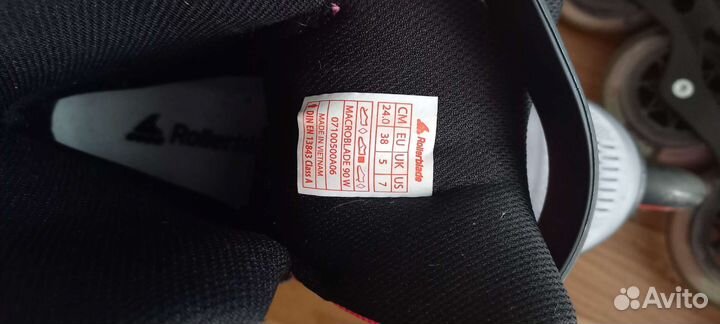 Rollerblade
Rollerblade
CM EU UK US
24.0 38 5 7
MACROBLADE 90 W
07100500A06
MADE IN VIETNAM
DIN EN 13843 Class A
Avito